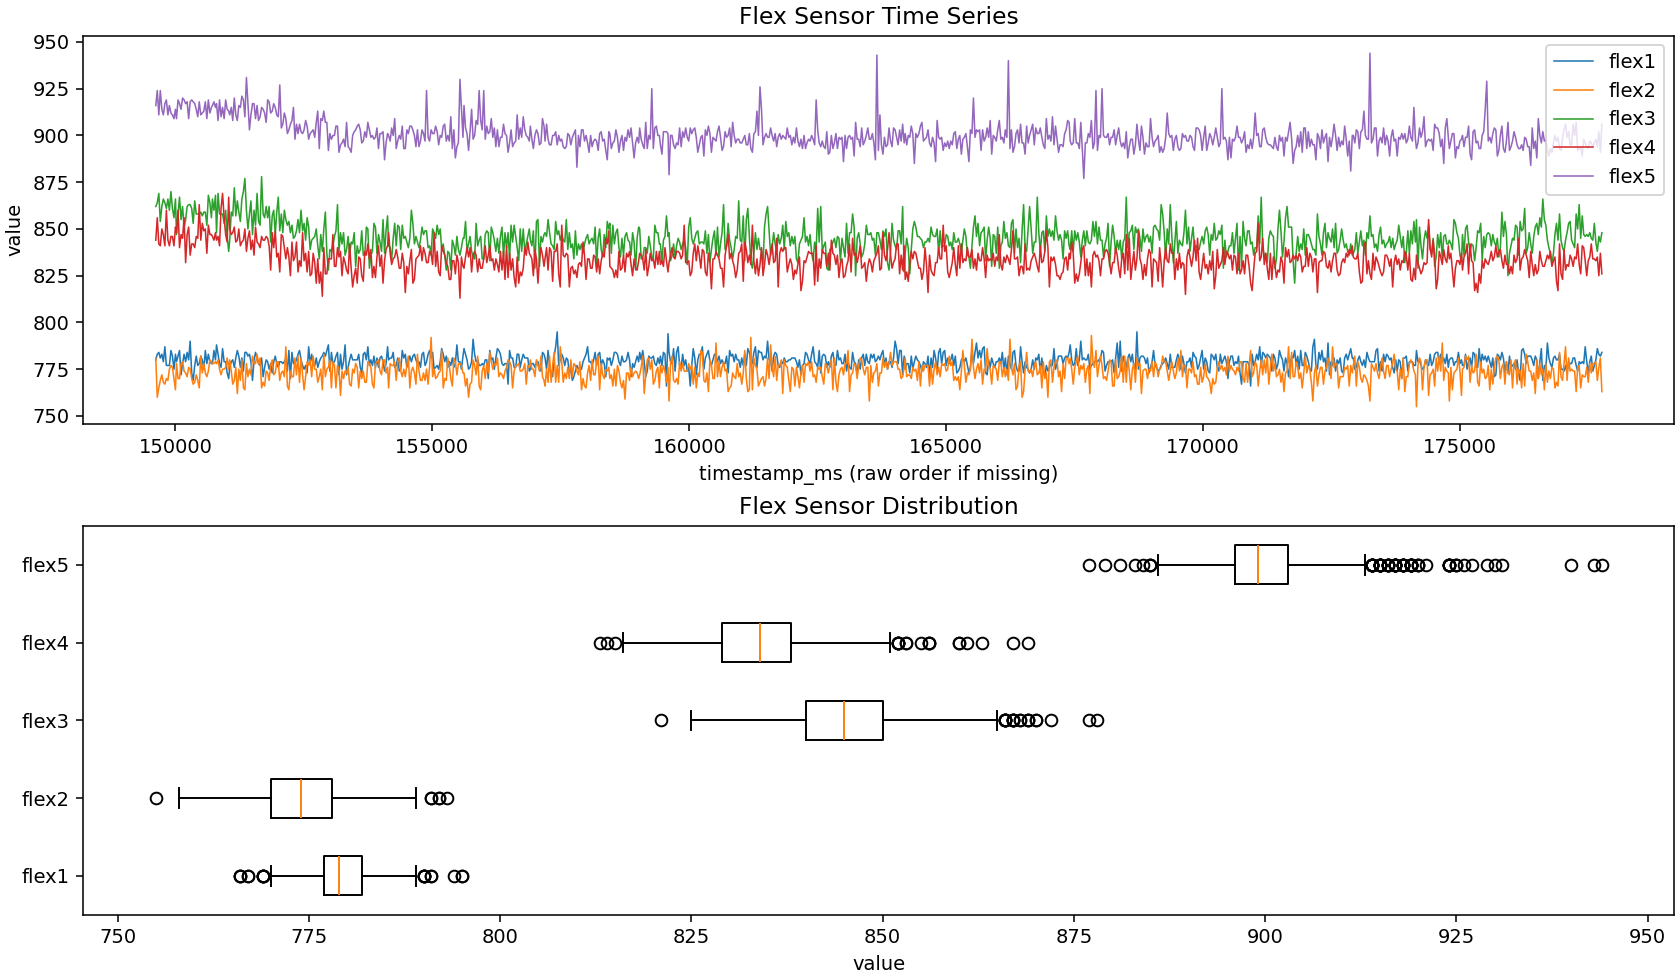 Flex Sensor Time Series
950
925
900
875
850
825
800
775
750
value
flex1
flex2
flex3
flex4
flex5
150000 155000 160000 165000 170000 175000
timestamp_ms (raw order if missing)
Flex Sensor Distribution
flex5
flex4
flex3
flex2
flex1
750 775 800 825 850 875 900 925 950
value